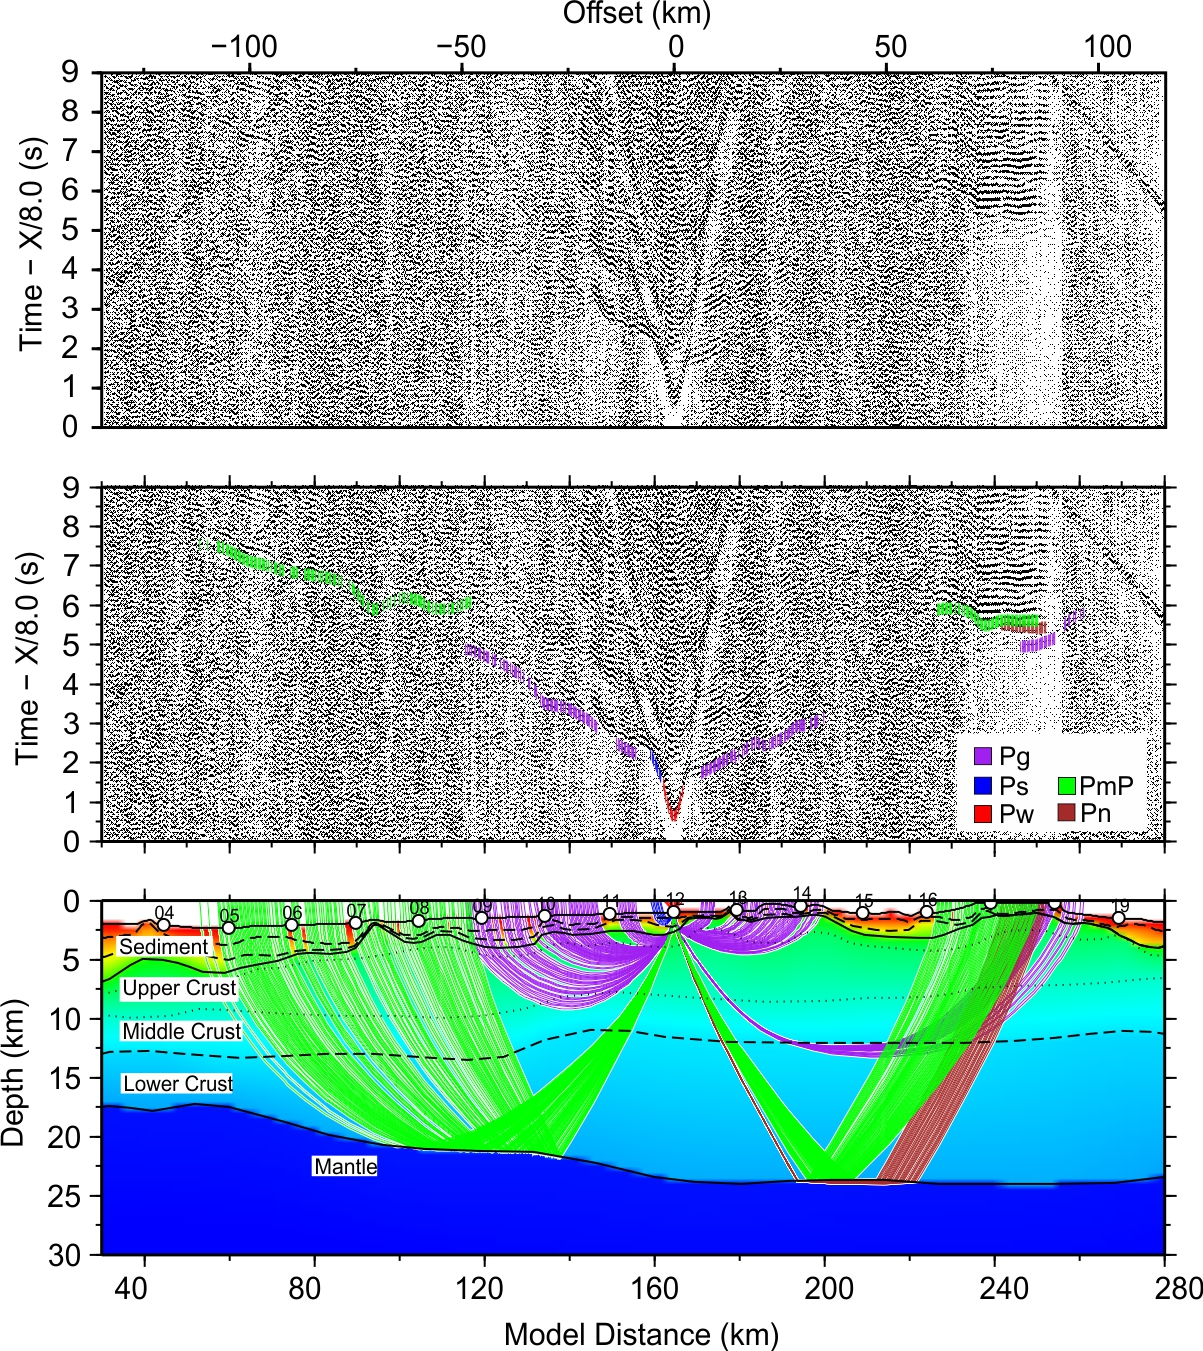 Offset (km)
−100 −50 0 50 100
9
8
7
6
5
4
3
2
1
0
Time − X/8.0 (s)
9
8
7
6
5
4
3
2
1
0
Time − X/8.0 (s)
Pg
Ps PmP
Pw Pn
0
5
10
15
20
25
30
Depth (km)
04 05 06 07 08 09 10 11 12 13 14 15 16 19
Sediment
Upper Crust
Middle Crust
Lower Crust
Mantle
40 80 120 160 200 240 280
Model Distance (km)